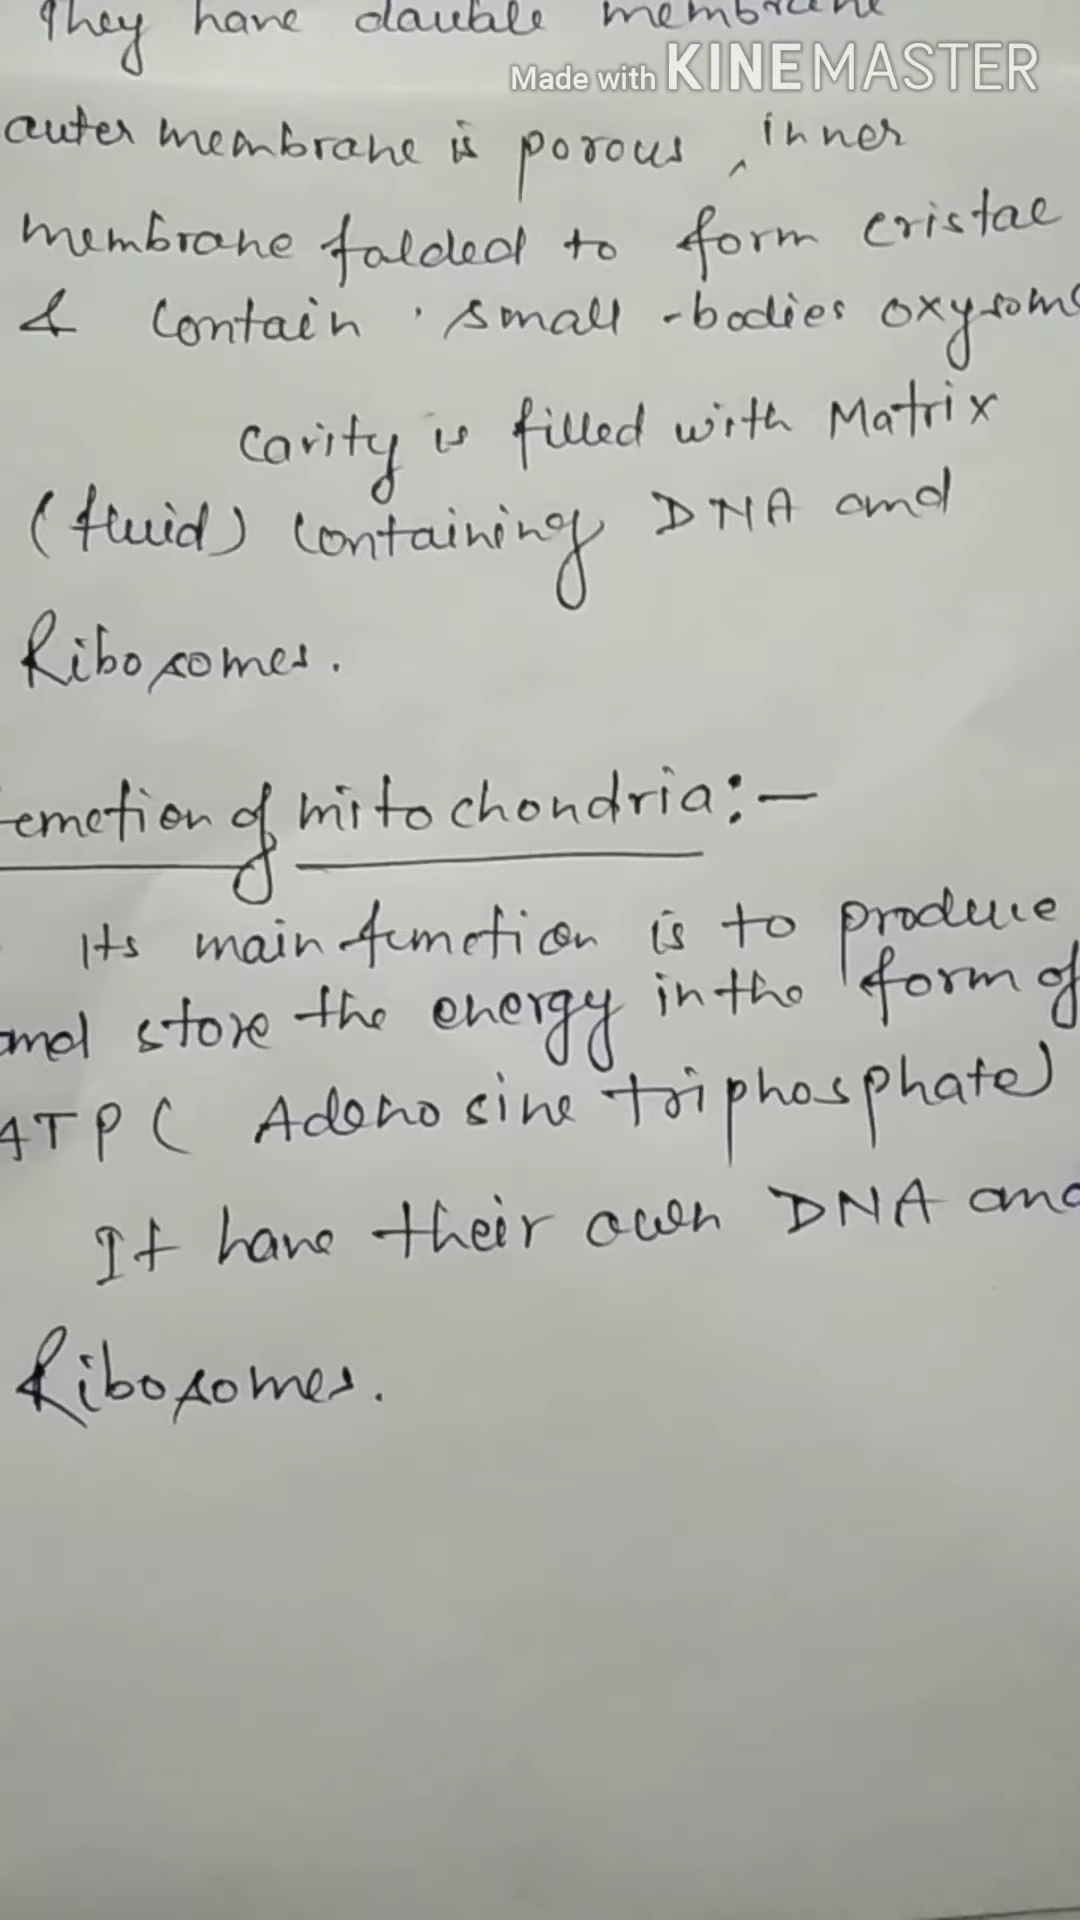 They have double membrane
Made with KINEMASTER
outer membrane is porous, inner
membrane folded to form cristae
& contain small-bodies oxysoms
cavity is filled with Matrix
(fluid) containing DNA and
Ribosomes.
function of mitochondria:-
Its main function is to produce
and store the energy in the form of
ATP( Adenosine triphosphate)
It have their own DNA and
Ribosomes.